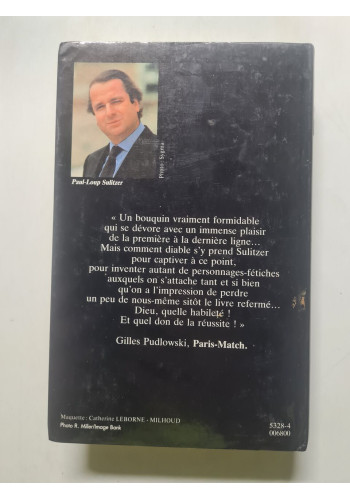 Photo : Sygma
Paul-Loup Sulitzer
« Un bouquin vraiment formidable
qui se dévore avec un immense plaisir
de la première à la dernière ligne...
Mais comment diable s'y prend Sulitzer
pour captiver à ce point,
pour inventer autant de personnages-fétiches
auxquels on s'attache tant et si bien
qu'on a l'impression de perdre
un peu de nous-même sitôt le livre refermé...
Dieu, quelle habileté !
Et quel don de la réussite ! »
Gilles Pudlowski, Paris-Match.
Maquette : Catherine LEBORNE - MILHOUD
Photo R. Miller/Image Bank
5328-4
006800